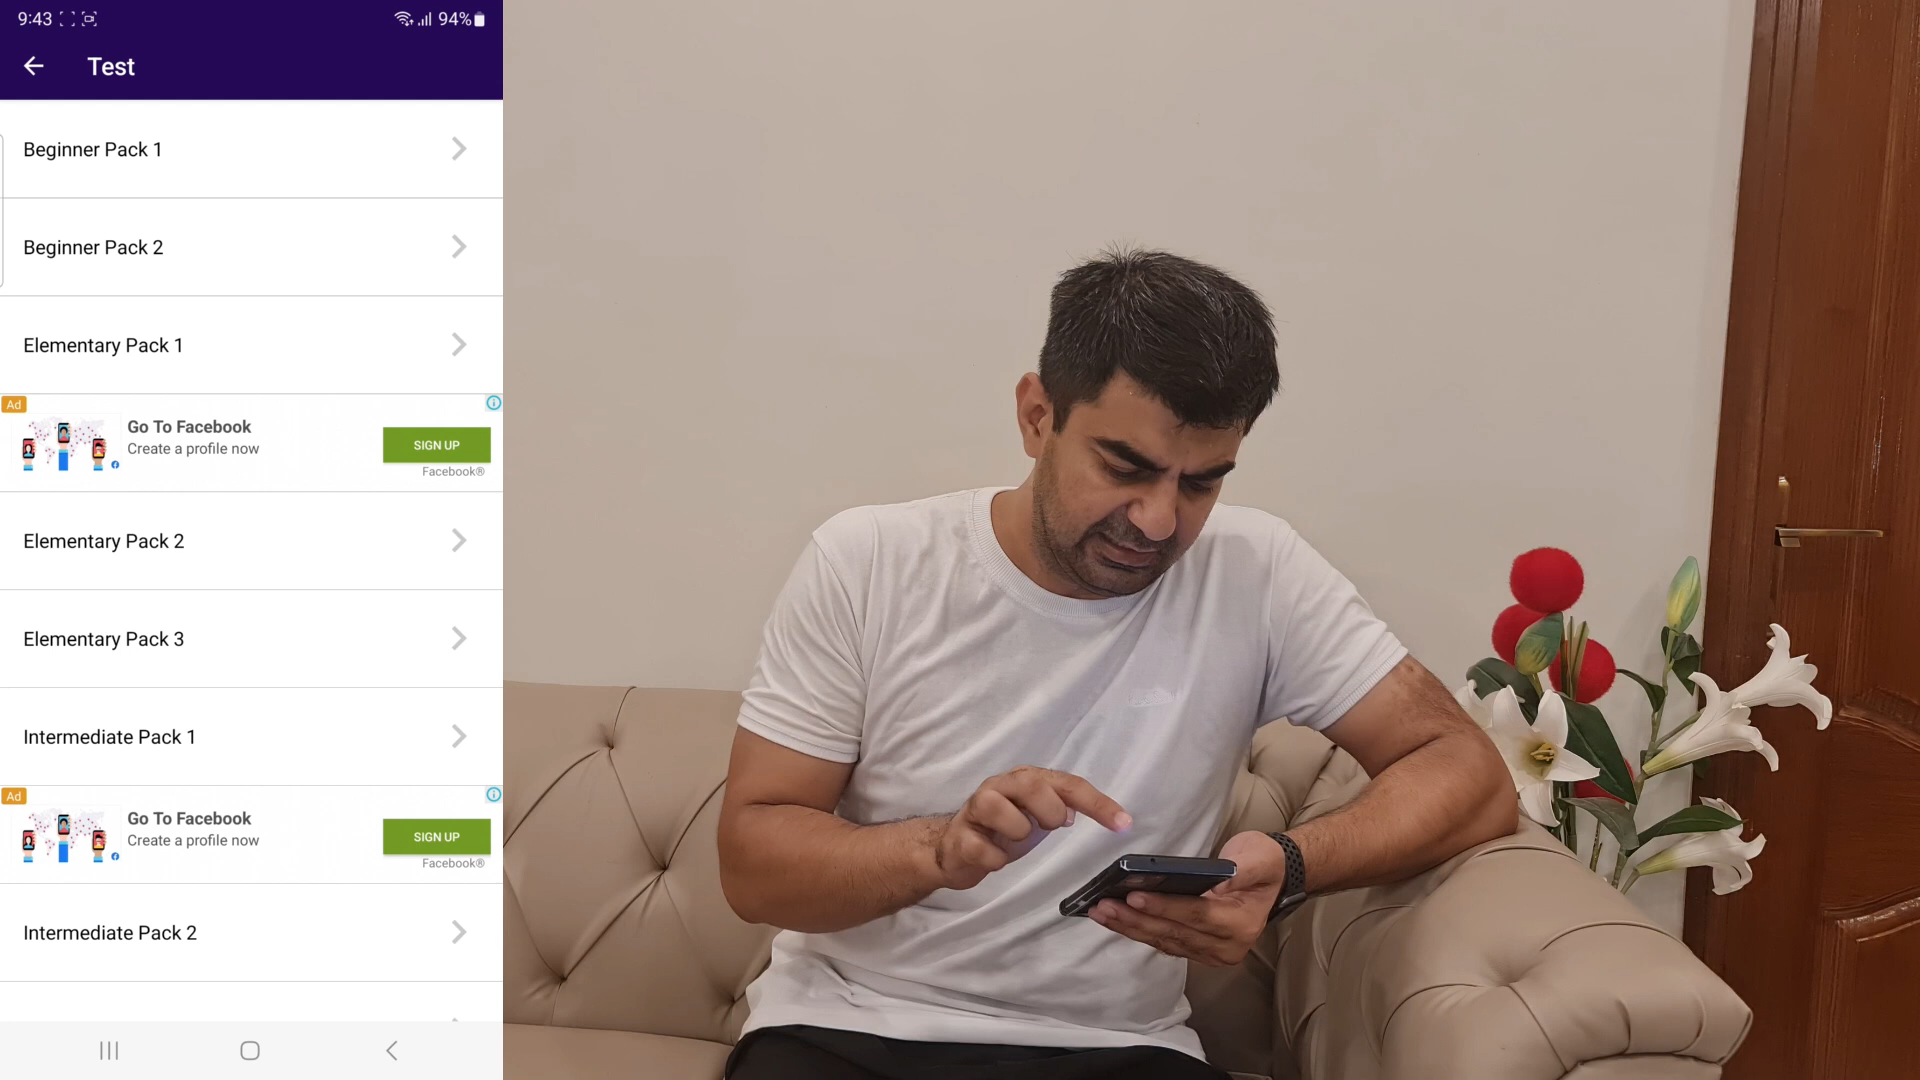 9:43 94%
Test
Beginner Pack 1
Beginner Pack 2
Elementary Pack 1
Ad
Go To Facebook
Create a profile now
SIGN UP
Facebook®
Elementary Pack 2
Elementary Pack 3
Intermediate Pack 1
Ad
Go To Facebook
Create a profile now
SIGN UP
Facebook®
Intermediate Pack 2